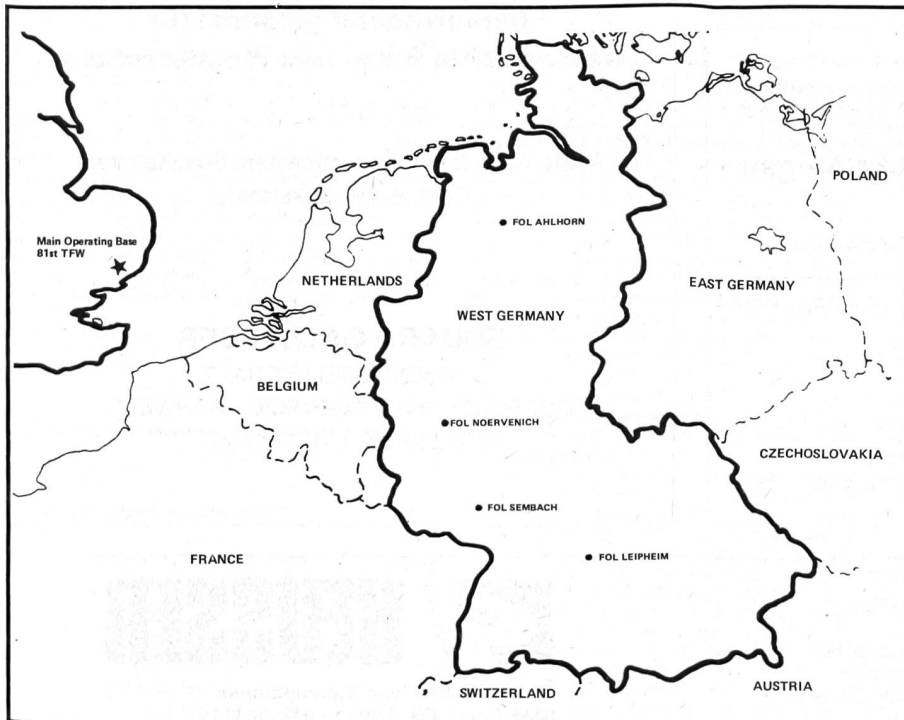 POLAND
FOL AHLHORN
Main Operating Base
81st TFW
NETHERLANDS
EAST GERMANY
WEST GERMANY
BELGIUM
FOL NOERVENICH
CZECHOSLOVAKIA
FOL SEMBACH
FRANCE
FOL LEIPHEIM
SWITZERLAND
AUSTRIA